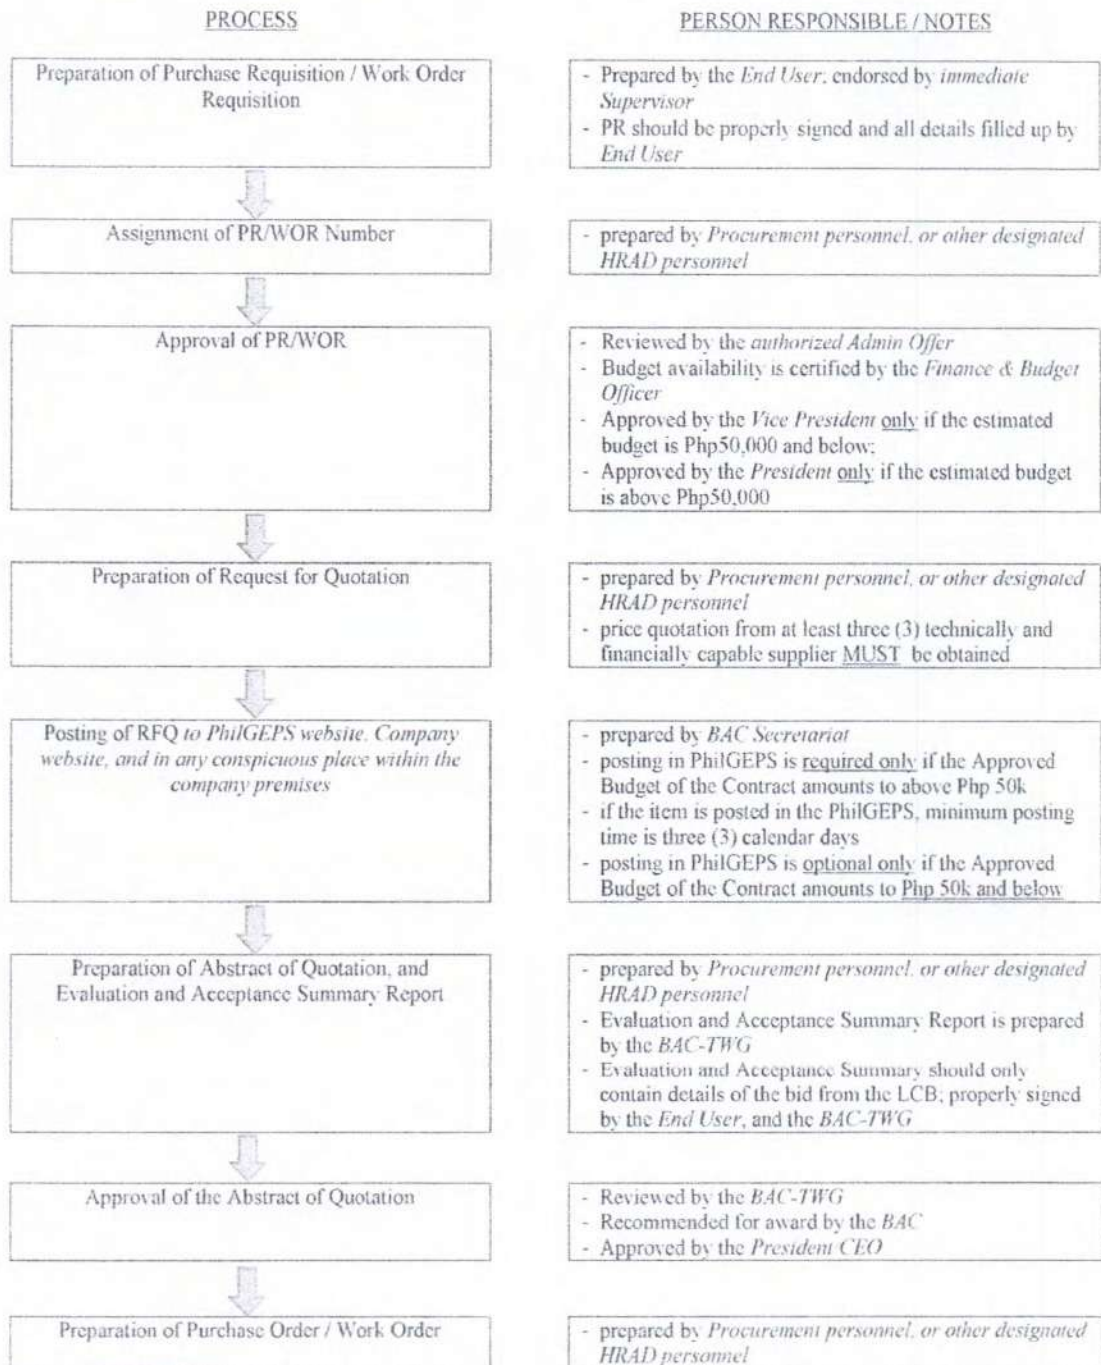 PROCESS
PERSON RESPONSIBLE / NOTES
Preparation of Purchase Requisition / Work Order
Requisition
- Prepared by the End User; endorsed by immediate
Supervisor
- PR should be properly signed and all details filled up by
End User
Assignment of PR/WOR Number
- prepared by Procurement personnel, or other designated
HRAD personnel
Approval of PR/WOR
- Reviewed by the authorized Admin Offer
- Budget availability is certified by the Finance & Budget
Officer
- Approved by the Vice President only if the estimated
budget is Php50,000 and below;
- Approved by the President only if the estimated budget
is above Php50,000
Preparation of Request for Quotation
- prepared by Procurement personnel, or other designated
HRAD personnel
- price quotation from at least three (3) technically and
financially capable supplier MUST be obtained
Posting of RFQ to PhilGEPS website, Company
website, and in any conspicuous place within the
company premises
- prepared by BAC Secretariat
- posting in PhilGEPS is required only if the Approved
Budget of the Contract amounts to above Php 50k
- if the item is posted in the PhilGEPS, minimum posting
time is three (3) calendar days
- posting in PhilGEPS is optional only if the Approved
Budget of the Contract amounts to Php 50k and below
Preparation of Abstract of Quotation, and
Evaluation and Acceptance Summary Report
- prepared by Procurement personnel, or other designated
HRAD personnel
- Evaluation and Acceptance Summary Report is prepared
by the BAC-TWG
- Evaluation and Acceptance Summary should only
contain details of the bid from the LCB; properly signed
by the End User, and the BAC-TWG
Approval of the Abstract of Quotation
- Reviewed by the BAC-TWG
- Recommended for award by the BAC
- Approved by the President CEO
Preparation of Purchase Order / Work Order
- prepared by Procurement personnel, or other designated
HRAD personnel